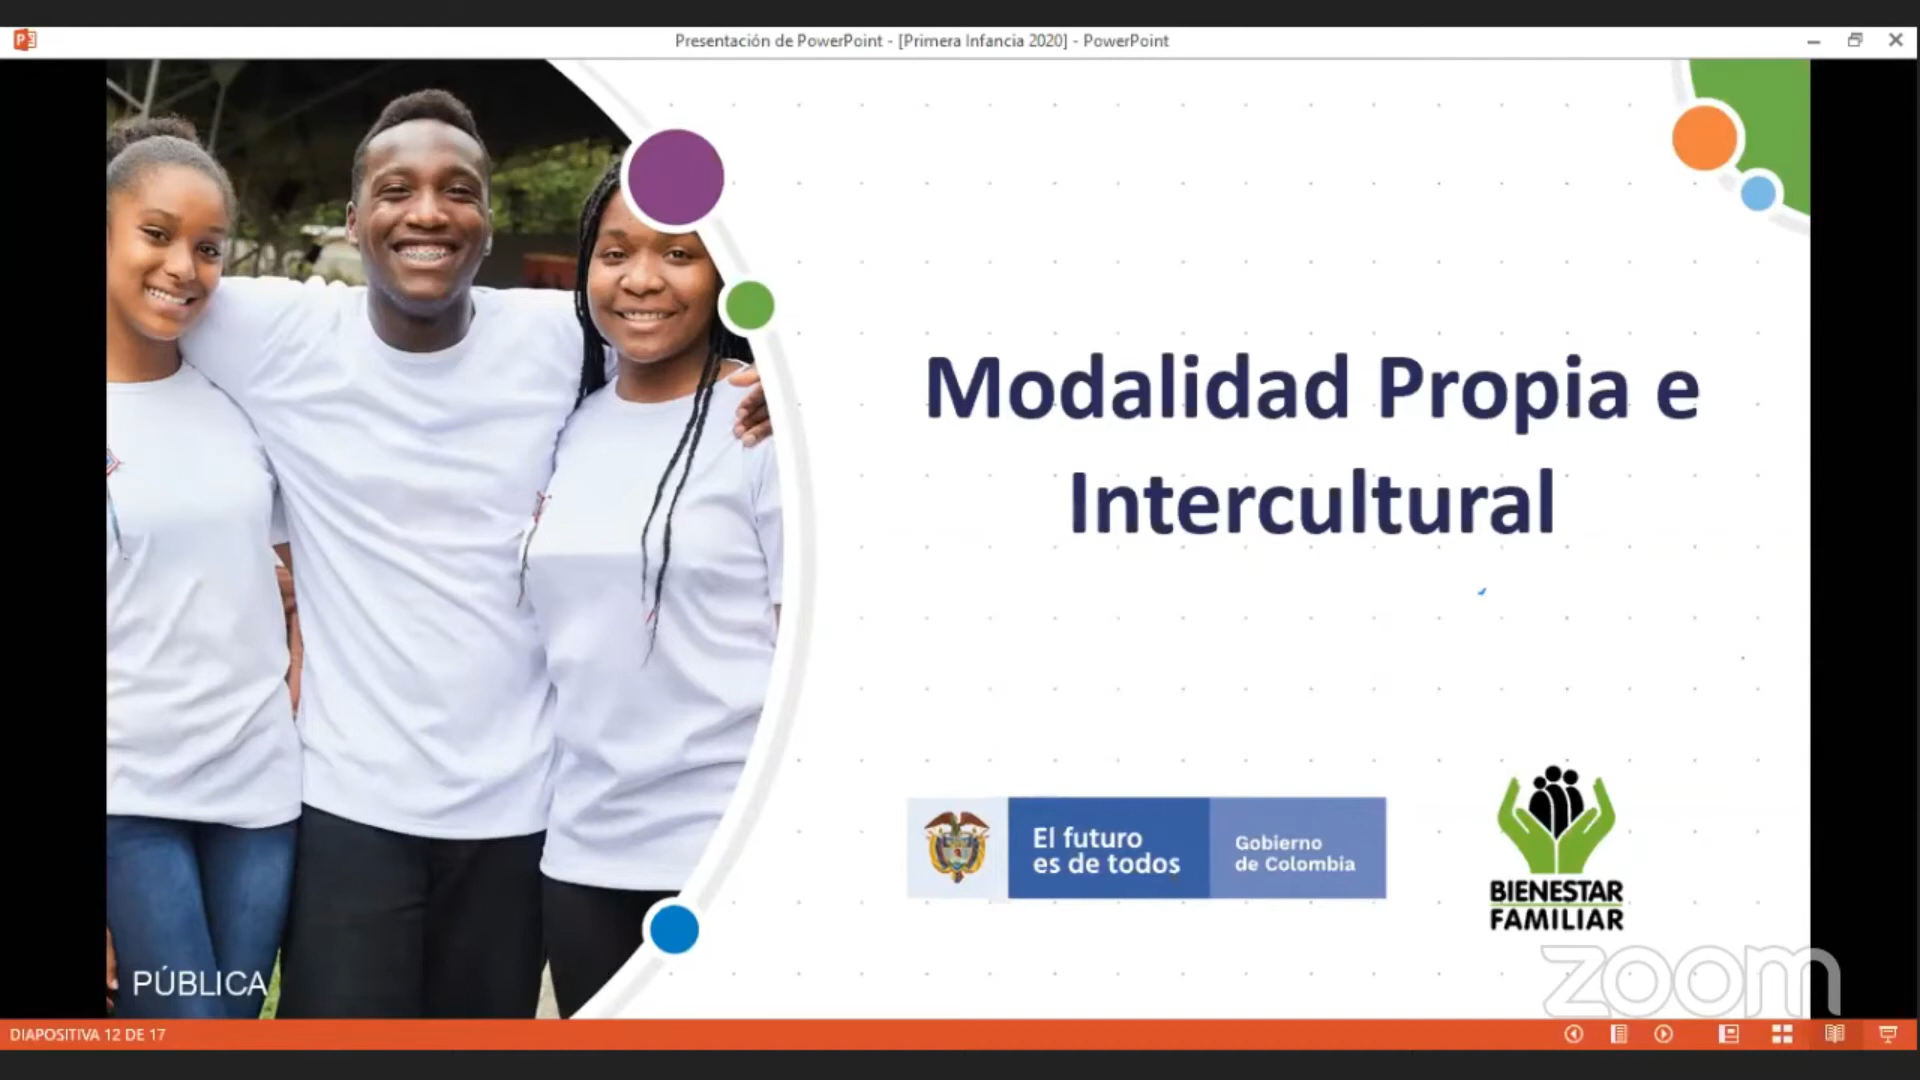 Presentación de PowerPoint - [Primera Infancia 2020] - PowerPoint
Modalidad Propia e
Intercultural
El futuro
es de todos
Gobierno
de Colombia
BIENESTAR
FAMILIAR
PÚBLICA
zoom
DIAPOSITIVA 12 DE 17